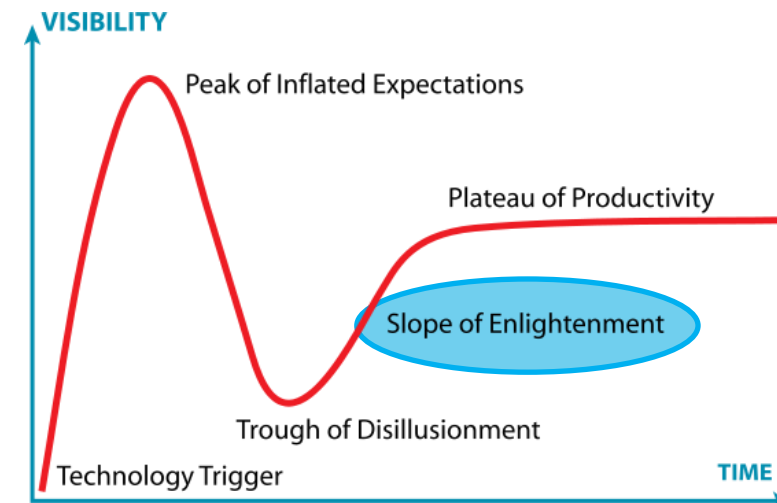 VISIBILITY
Peak of Inflated Expectations
Plateau of Productivity
Slope of Enlightenment
Trough of Disillusionment
Technology Trigger
TIME